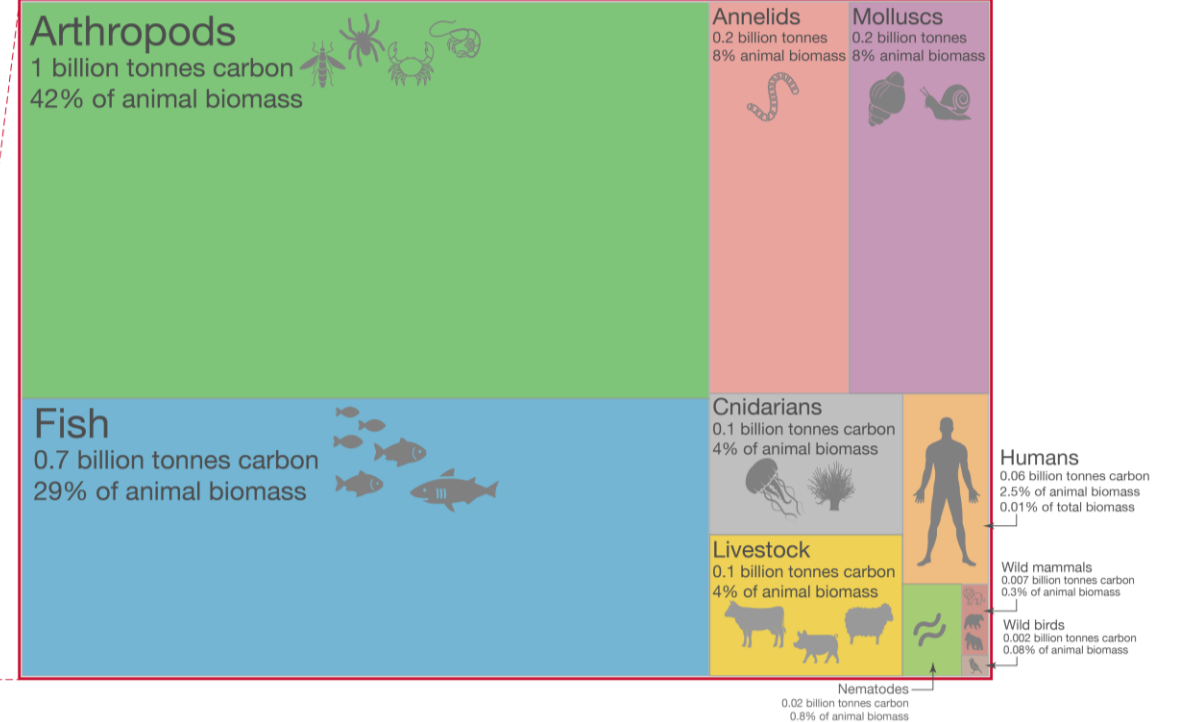 Arthropods
1 billion tonnes carbon
42% of animal biomass
Annelids
0.2 billion tonnes
8% animal biomass
Molluscs
0.2 billion tonnes
8% animal biomass
Fish
0.7 billion tonnes carbon
29% of animal biomass
Cnidarians
0.1 billion tonnes carbon
4% of animal biomass
Livestock
0.1 billion tonnes carbon
4% of animal biomass
Humans
0.06 billion tonnes carbon
2.5% of animal biomass
0.01% of total biomass
Wild mammals
0.007 billion tonnes carbon
0.3% of animal biomass
Wild birds
0.002 billion tonnes carbon
0.08% of animal biomass
Nematodes
0.02 billion tonnes carbon
0.8% of animal biomass